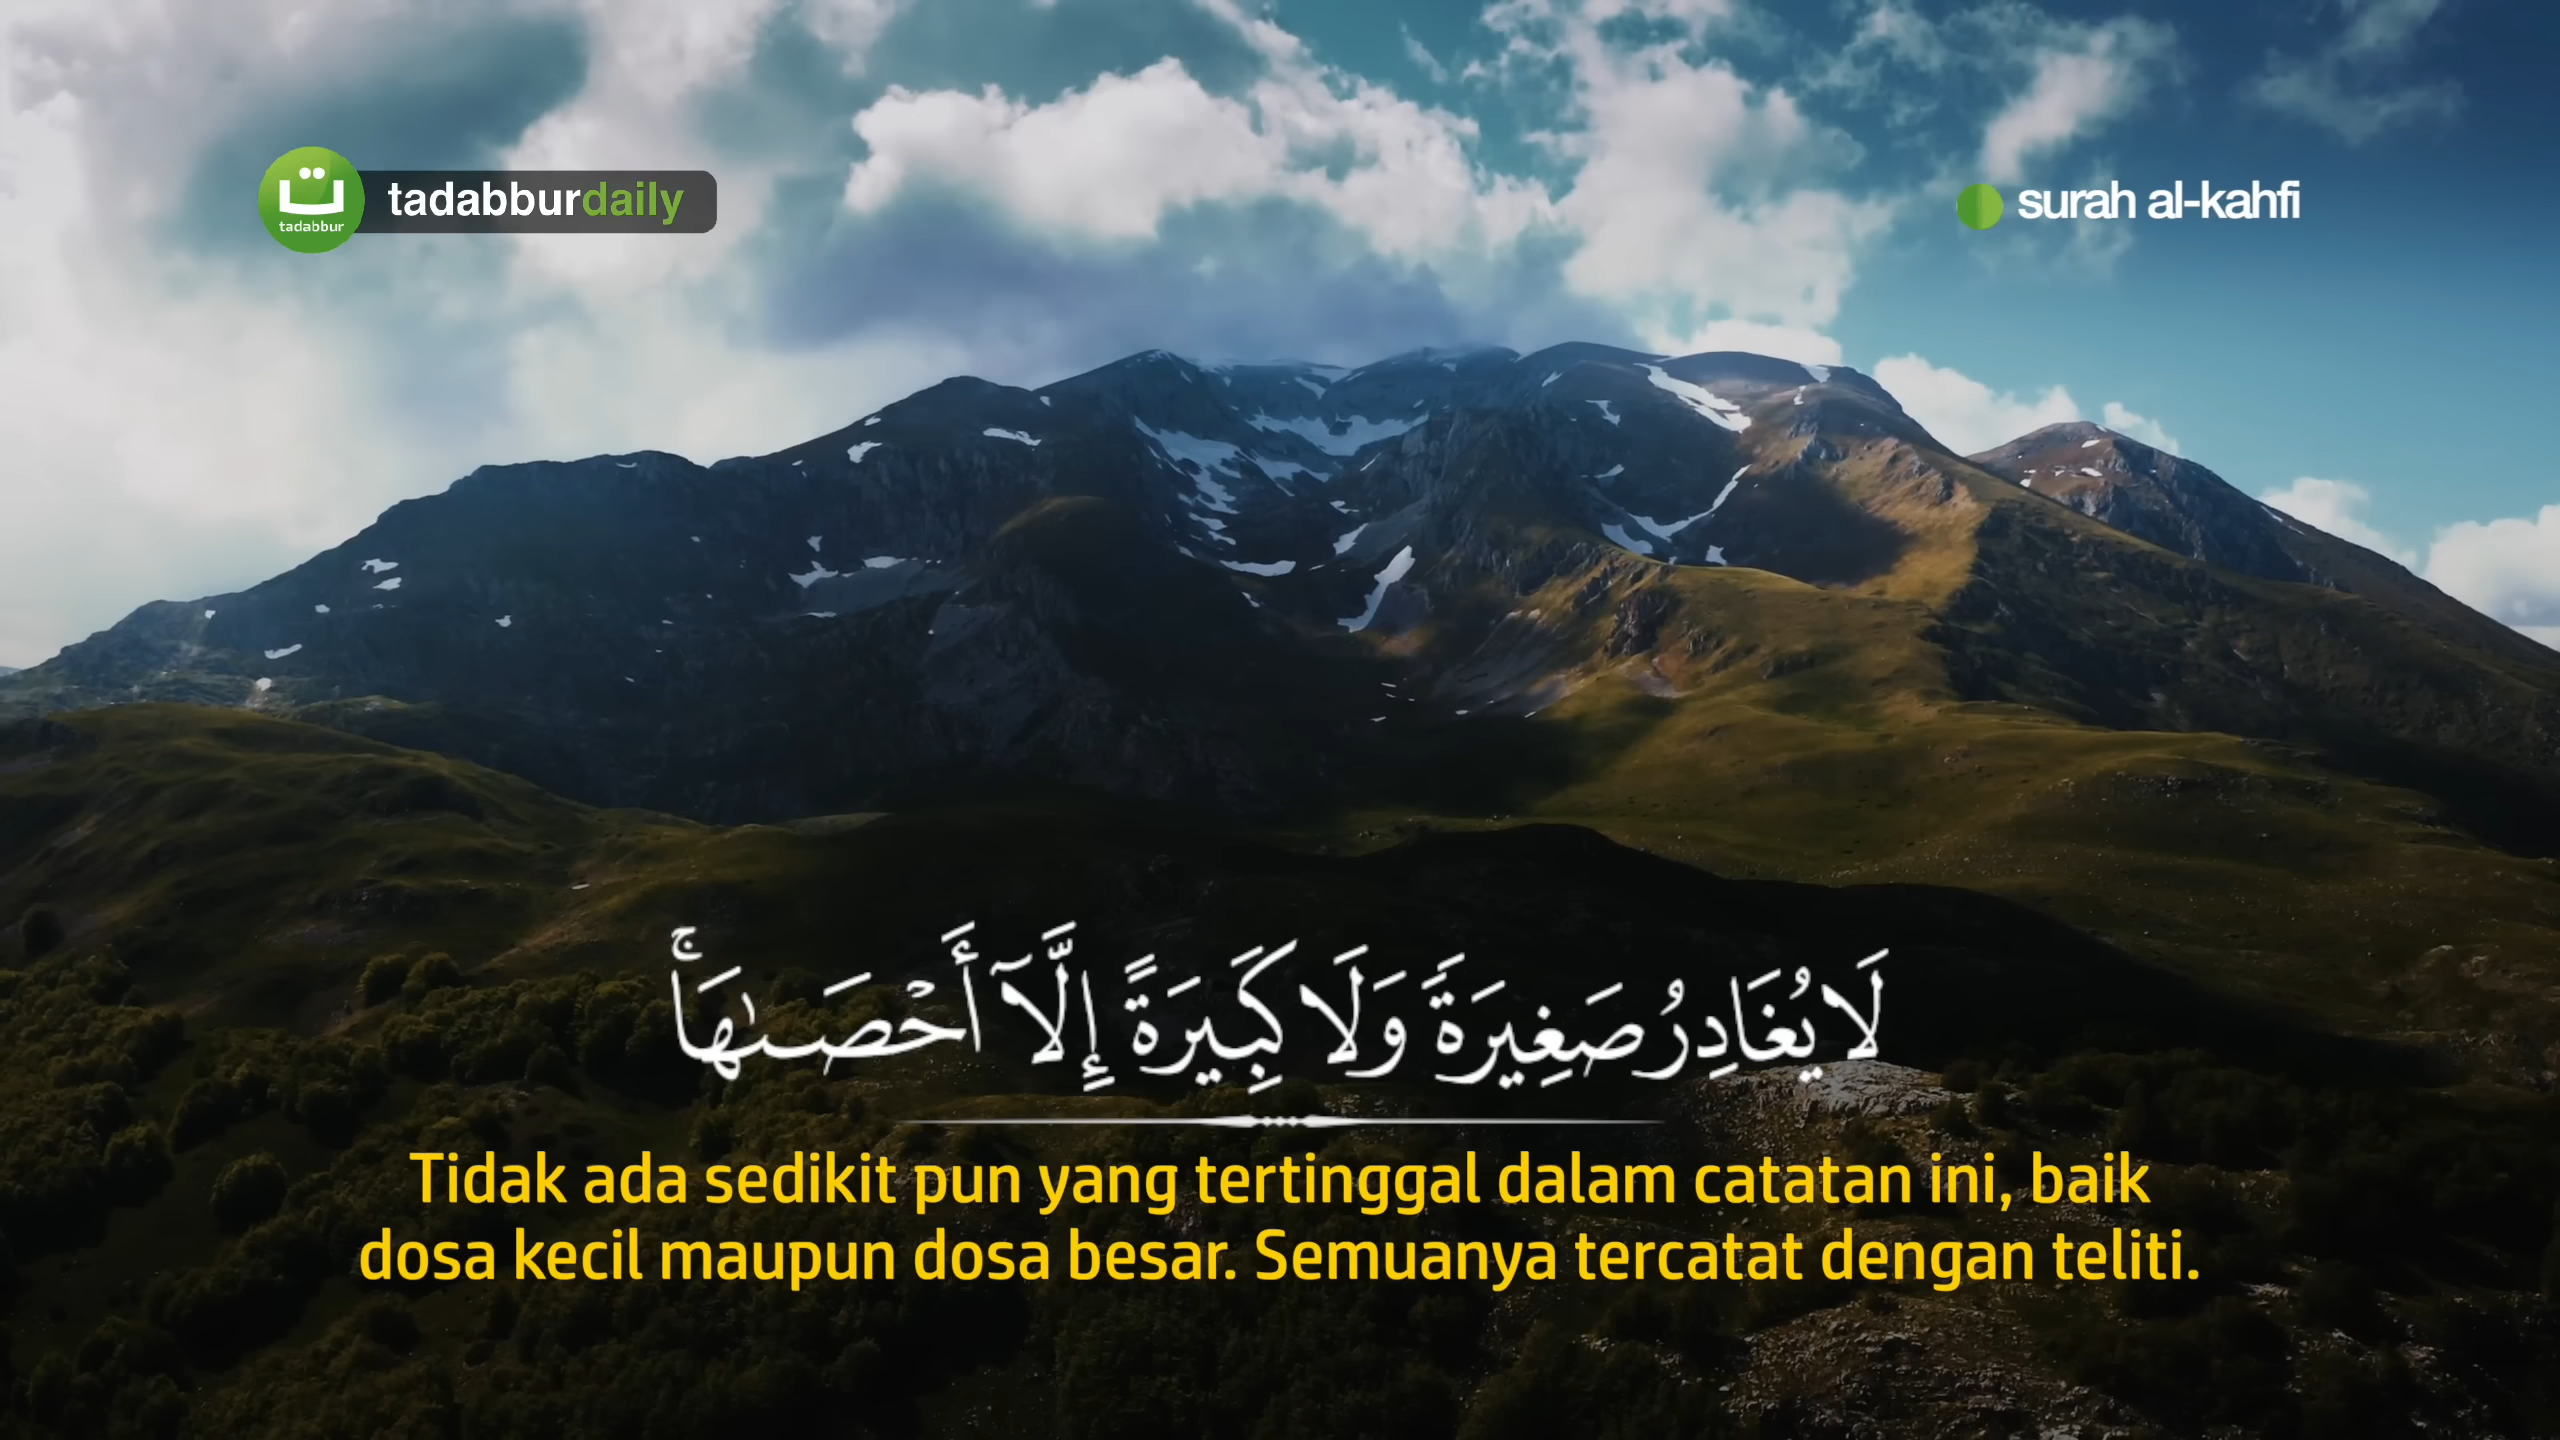 ت
tadabbur
tadabburdaily
surah al-kahfi
لَا يُغَادِرُ صَغِيرَةً وَلَا كَبِيرَةً إِلَّآ أَحْصَىٰهَا ۚ
Tidak ada sedikit pun yang tertinggal dalam catatan ini, baik
dosa kecil maupun dosa besar. Semuanya tercatat dengan teliti.